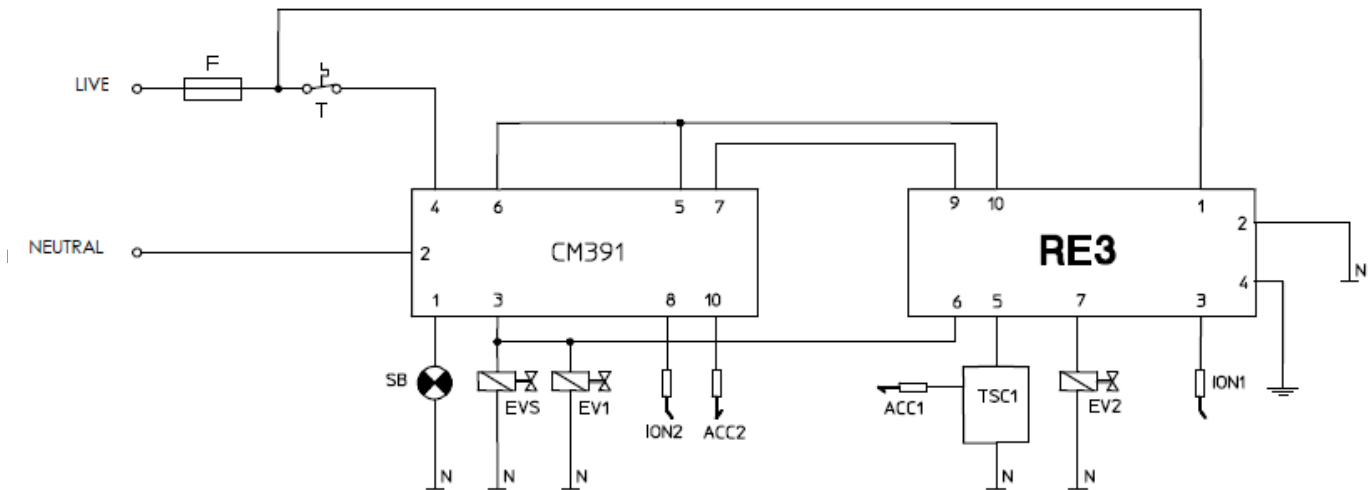 F
LIVE
T
4 6 5 7
9 10 1
2
NEUTRAL
2
CM391
RE3
N
4
1 3 8 10
6 5 7 3
SB
EVS
EV1
ION2
ACC2
ACC1
TSC1
EV2
ION1
N N N N N